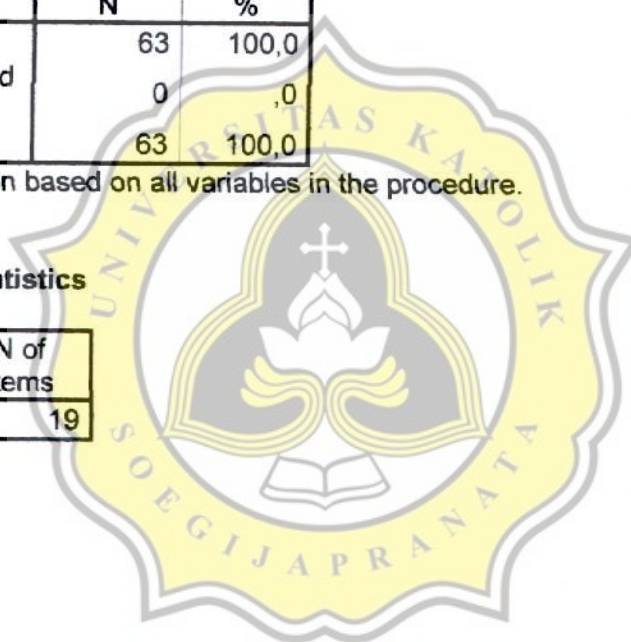 N %
63 100,0
d 0 ,0
63 100,0
n based on all variables in the procedure.
tistics
N of
tems
19
UNIVERSITAS KATOLIK
SOEGIJAPRANATA